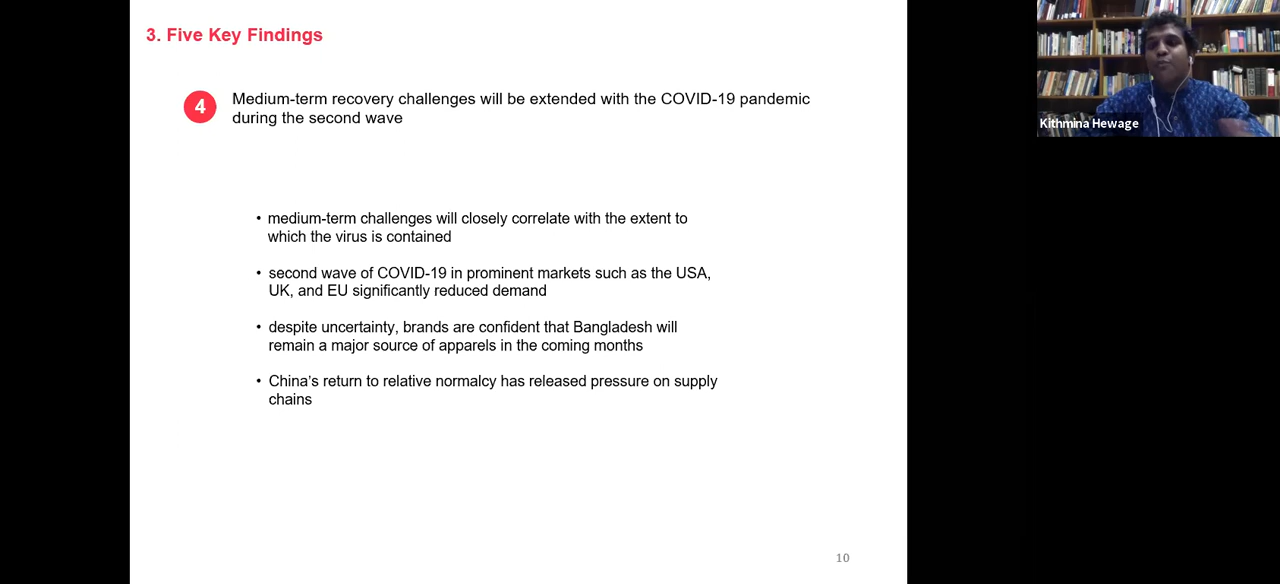 3. Five Key Findings
4
Medium-term recovery challenges will be extended with the COVID-19 pandemic
during the second wave
• medium-term challenges will closely correlate with the extent to
which the virus is contained
• second wave of COVID-19 in prominent markets such as the USA,
UK, and EU significantly reduced demand
• despite uncertainty, brands are confident that Bangladesh will
remain a major source of apparels in the coming months
• China’s return to relative normalcy has released pressure on supply
chains
10
Kithmina Hewage